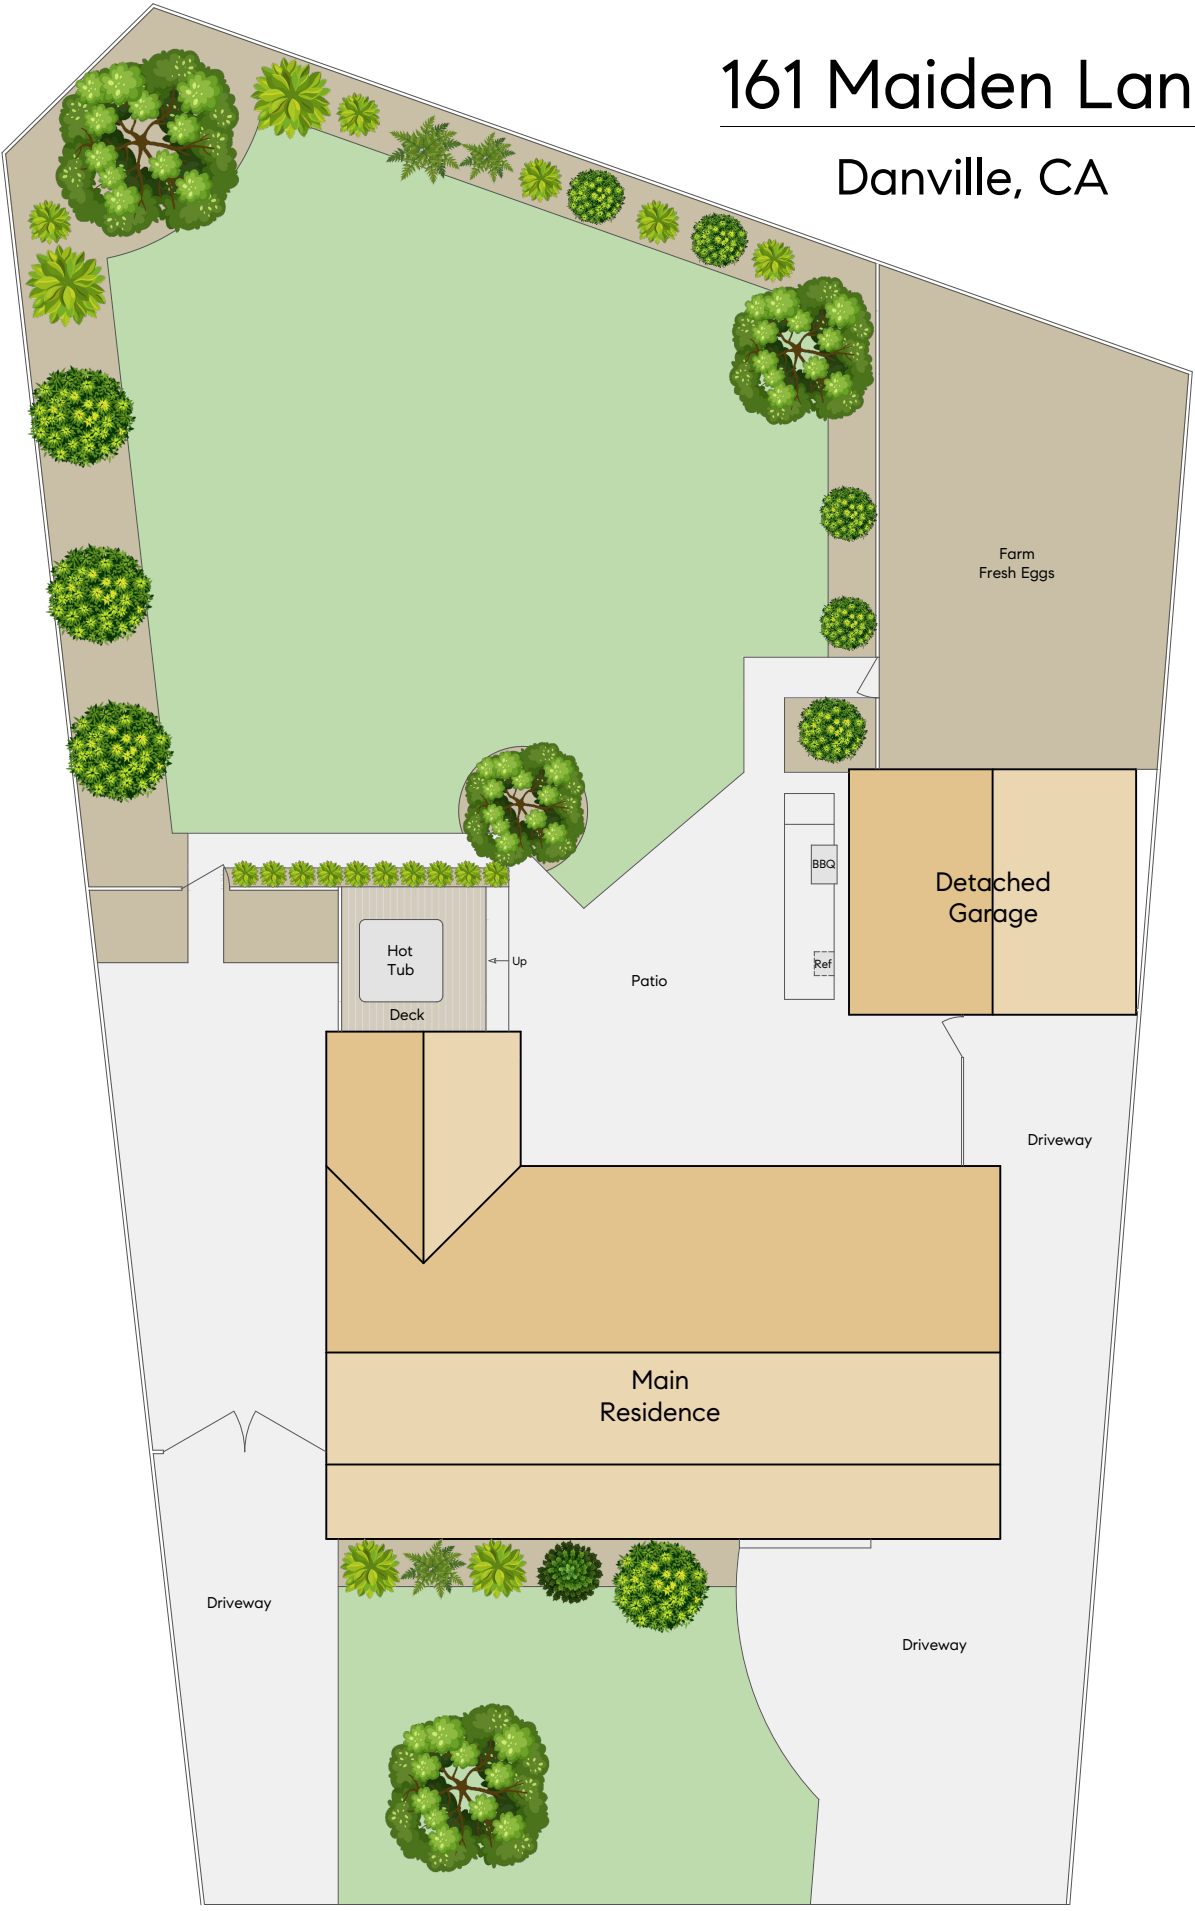 161 Maiden Lan
Danville, CA
Farm
Fresh Eggs
BBQ
Detached
Garage
Hot
Tub
Up
Ref
Patio
Deck
Driveway
Main
Residence
Driveway
Driveway